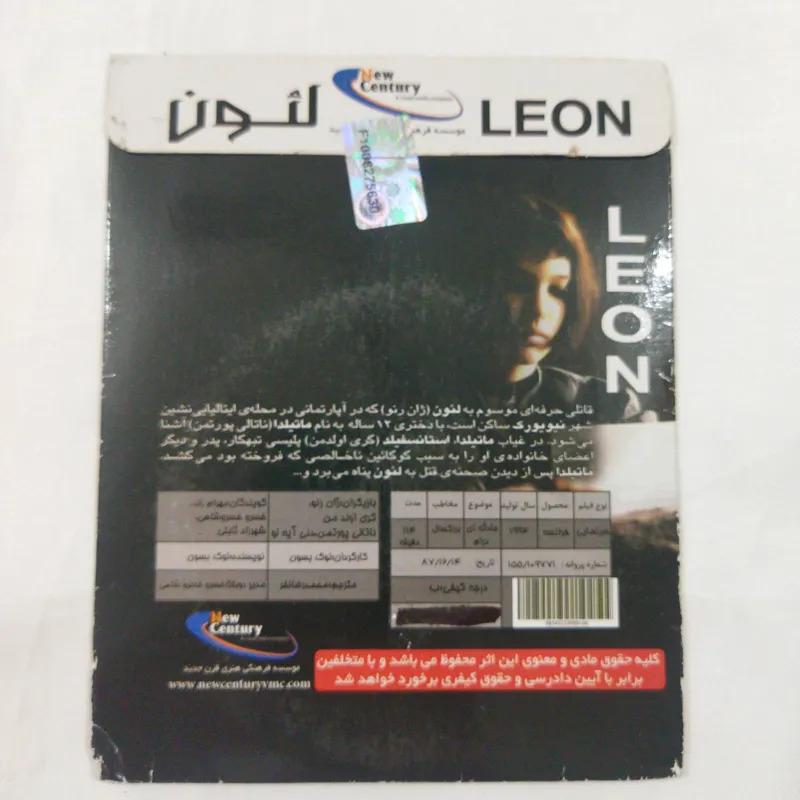 لئون
New
Century
LEON
F1006275630
LEON
قاتلی حرفه‌ای موسوم به لئون (ژان رنو) که در آپارتمانی در محله‌ی ایتالیایی نشین
شهر نیویورک ساکن است، با دختری ۱۲ ساله به نام ماتیلدا (ناتالی پورتمن) آشنا
می‌شود. در غیاب ماتیلدا، استانسفیلد (گری اولدمن) پلیسی تبهکار، پدر و دیگر
اعضای خانواده‌ی او را به سبب کوکائین ناخالصی که فروخته بود می‌کشد.
ماتیلدا پس از دیدن صحنه‌ی قتل به لئون پناه می‌برد و...
نوع فیلم محصول سال تولید موضوع مخاطب مدت
سینمایی فرانسه بزرگسال
شماره پروانه: ۱۵۵/۱۰۹۷۷۱ تاریخ: ۸۷/۱۶/۱۴
درجه کیفی:ب
بازیگران:ژان رنو،
ناتالی پورتمن
کارگردان:لوک بسون
نویسنده:لوک بسون
New
Century
موسسه فرهنگی هنری قرن جدید
www.newcenturyvmc.com
کلیه حقوق مادی و معنوی این اثر محفوظ می باشد و با متخلفین
برابر با آیین دادرسی و حقوق کیفری برخورد خواهد شد